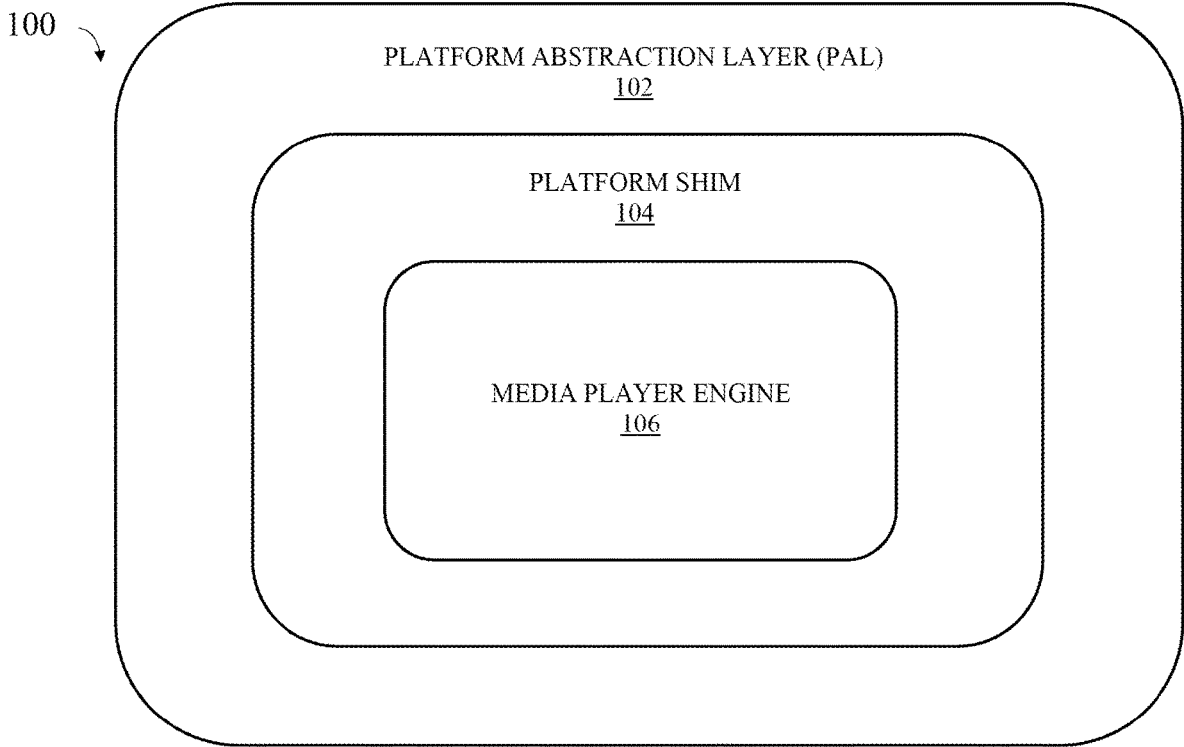 100
PLATFORM ABSTRACTION LAYER (PAL)
102
PLATFORM SHIM
104
MEDIA PLAYER ENGINE
106